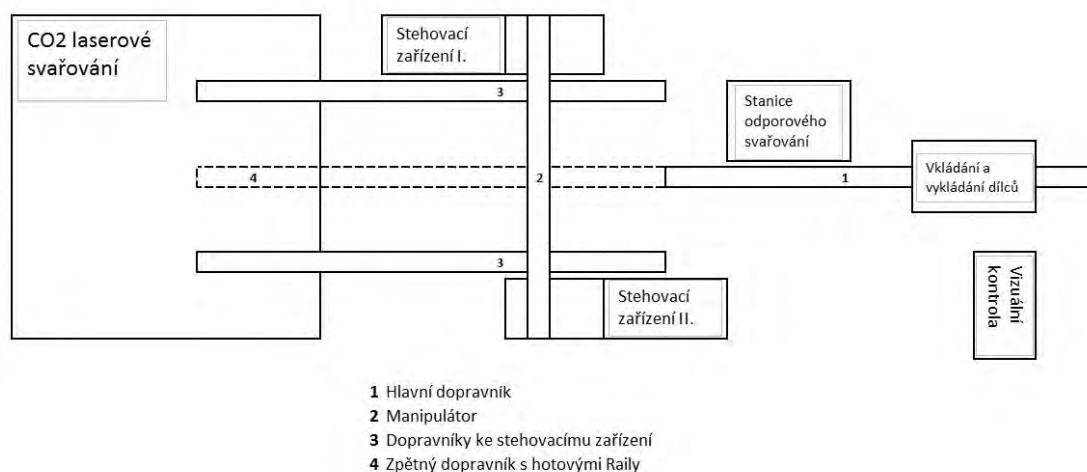 CO2 laserové
svařování
Stehovací
zařízení I.
3
Stanice
odporového
svařování
4
2
1
Vkládání a
vykládání dílců
3
Stehovací
zařízení II.
Vizuální
kontrola
1 Hlavní dopravník
2 Manipulátor
3 Dopravníky ke stehovacímu zařízení
4 Zpětný dopravník s hotovými Raily